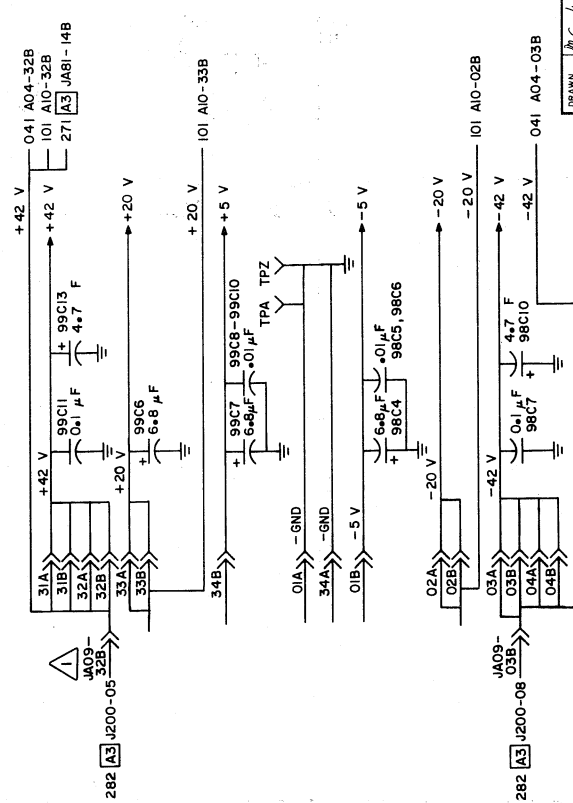 +42 V
041 A04-32B
101 A10-32B
271 A3 JA81-14B
+42 V
+42 V
99C11
0.1 µF
+
99C13
4.7 F
31A
31B
32A
32B
1
JA09-
32B
282 A3 J200-05
+20 V
+20 V
33A
33B
+
99C6
6.8 µF
+20 V
101 A10-33B
34B
+5 V
+
99C7
6.8µF
99C8-99C10
.01µF
TPA
TPZ
01A
-GND
34A
-GND
01B
-5 V
-5 V
6.8µF
98C4
+
.01µF
98C5, 98C6
02A
02B
-20 V
-20 V
-20 V
101 A10-02B
03A
03B
04A
04B
-42 V
-42 V
0.1 µF
98C7
4.7 F
98C10
+
JA09-
03B
282 A3 J200-08
-42 V
041 A04-03B
DRAWN